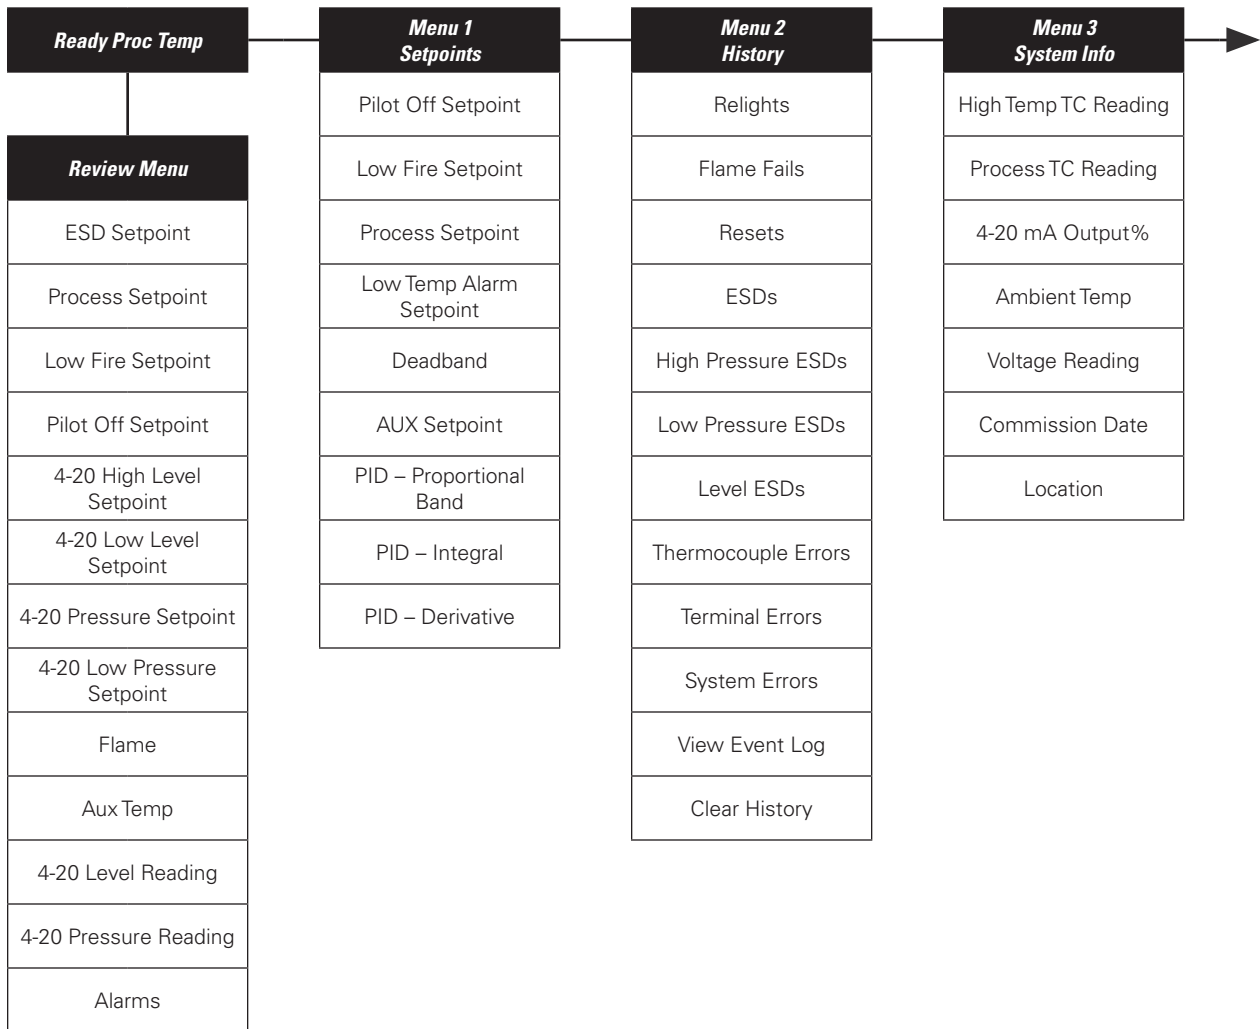 Ready Proc Temp
Review Menu
ESD Setpoint
Process Setpoint
Low Fire Setpoint
Pilot Off Setpoint
4-20 High Level
Setpoint
4-20 Low Level
Setpoint
4-20 Pressure Setpoint
4-20 Low Pressure
Setpoint
Flame
Aux Temp
4-20 Level Reading
4-20 Pressure Reading
Alarms
Menu 1
Setpoints
Pilot Off Setpoint
Low Fire Setpoint
Process Setpoint
Low Temp Alarm
Setpoint
Deadband
AUX Setpoint
PID – Proportional
Band
PID – Integral
PID – Derivative
Menu 2
History
Relights
Flame Fails
Resets
ESDs
High Pressure ESDs
Low Pressure ESDs
Level ESDs
Thermocouple Errors
Terminal Errors
System Errors
View Event Log
Clear History
Menu 3
System Info
High Temp TC Reading
Process TC Reading
4-20 mA Output%
Ambient Temp
Voltage Reading
Commission Date
Location